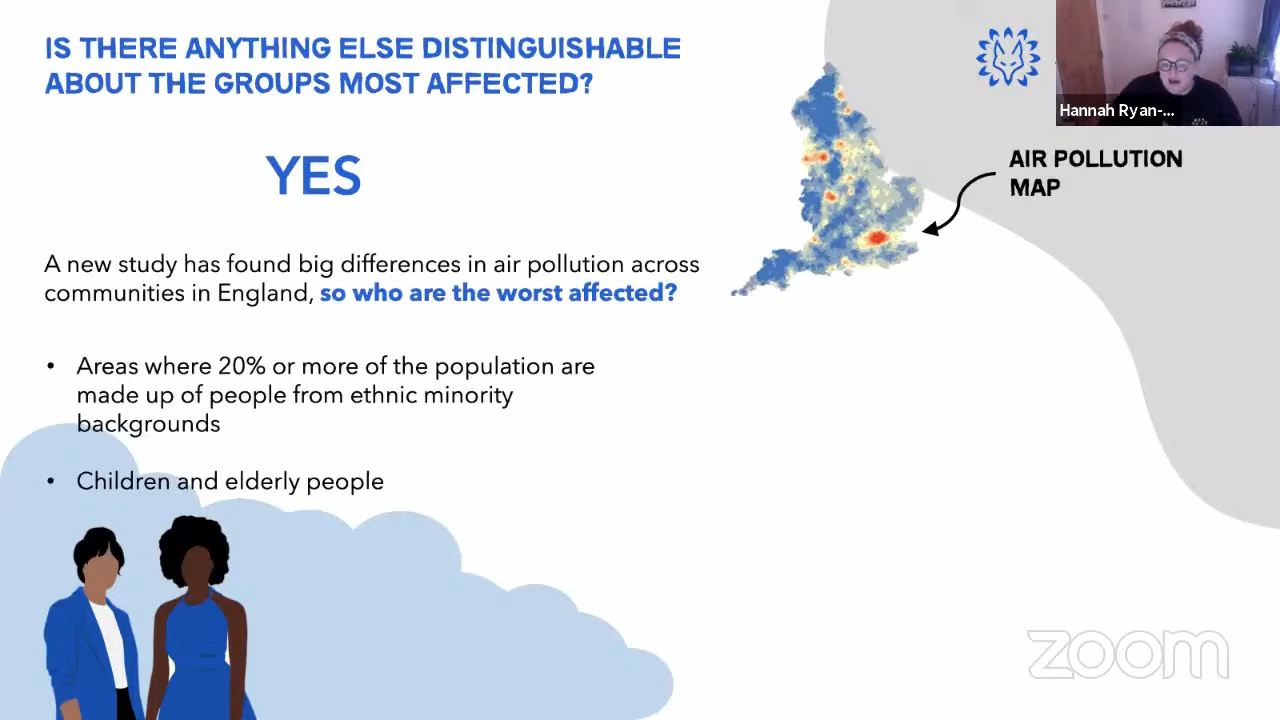 IS THERE ANYTHING ELSE DISTINGUISHABLE
ABOUT THE GROUPS MOST AFFECTED?
YES
A new study has found big differences in air pollution across
communities in England, so who are the worst affected?
• Areas where 20% or more of the population are
made up of people from ethnic minority
backgrounds
• Children and elderly people
AIR POLLUTION
MAP
Hannah Ryan-...
zoom